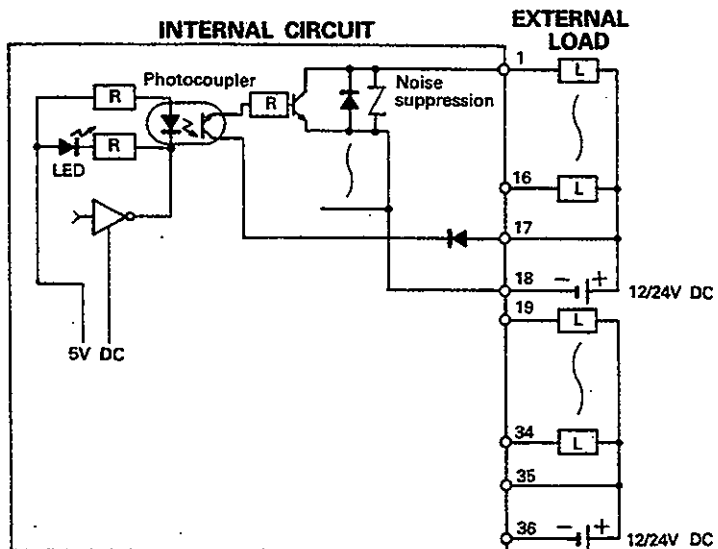 INTERNAL CIRCUIT
EXTERNAL
LOAD
Photocoupler
Noise
suppression
R
R
R
LED
5V DC
1
L
16
L
17
18
- +
12/24V DC
19
L
34
L
35
36
- +
12/24V DC